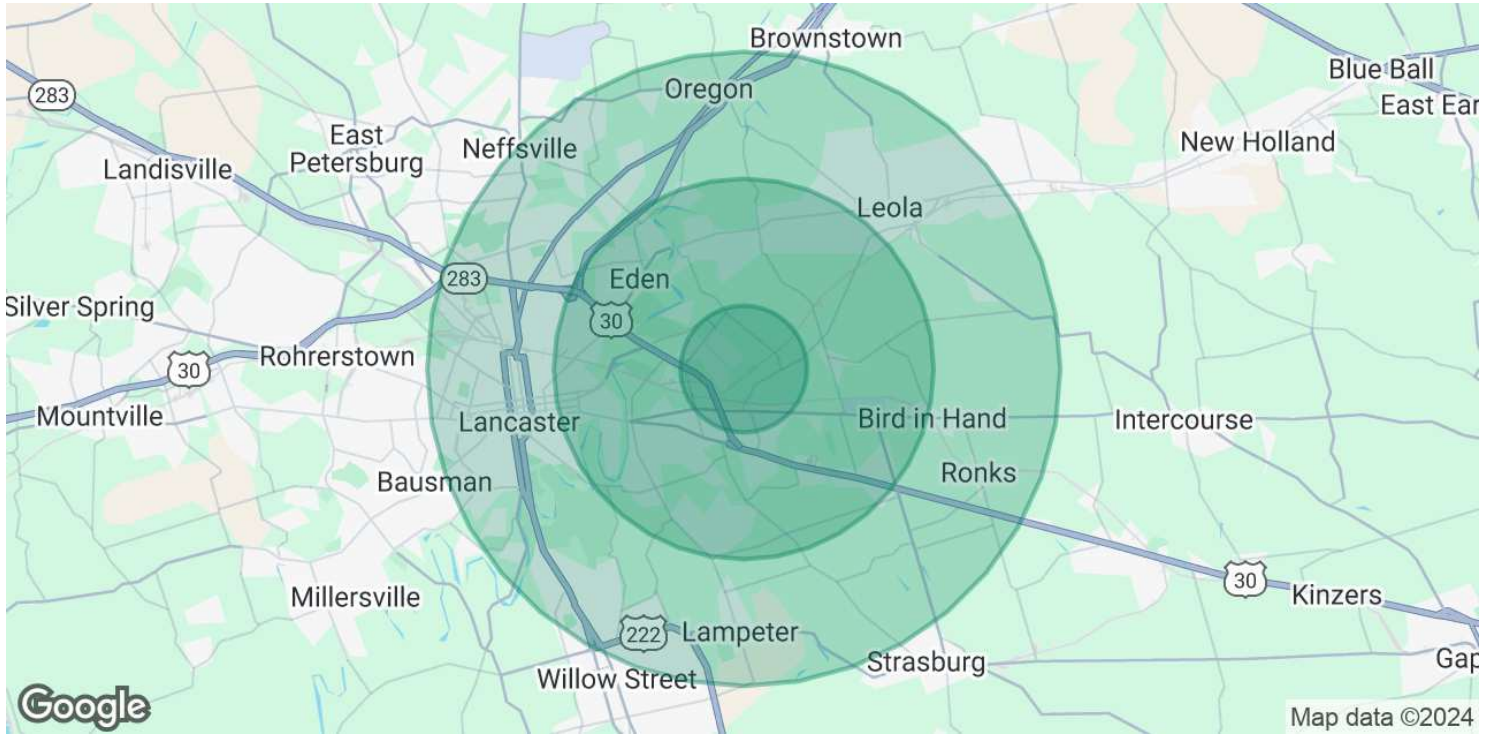 Brownstown
Blue Ball
283
Oregon
East Ear
East
Petersburg
Neffsville
New Holland
Landisville
Leola
283
Eden
Silver Spring
30
Rohrerstown
30
Mountville
Lancaster
Bird in Hand
Intercourse
Bausman
Ronks
30
Millersville
Kinzers
222
Lampeter
Strasburg
Gap
Willow Street
Google
Map data ©2024